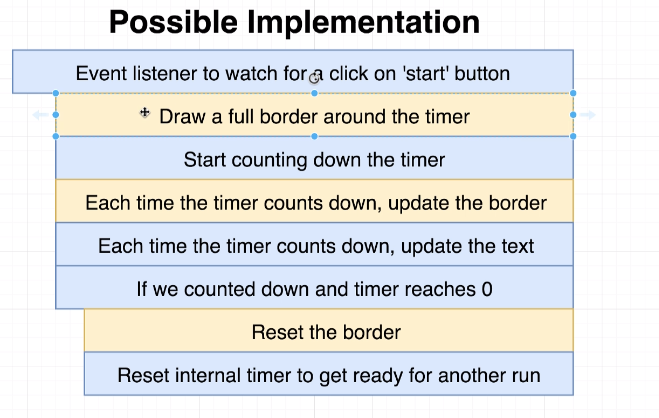 Possible Implementation
Event listener to watch for a click on 'start' button
Draw a full border around the timer
Start counting down the timer
Each time the timer counts down, update the border
Each time the timer counts down, update the text
If we counted down and timer reaches 0
Reset the border
Reset internal timer to get ready for another run